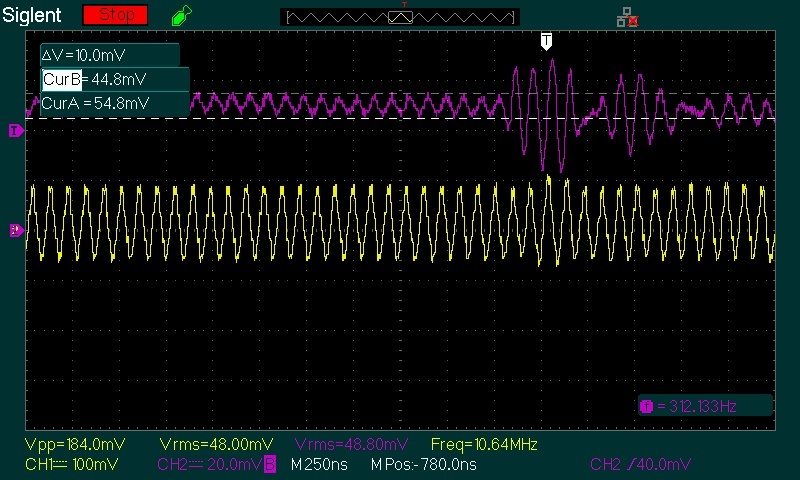 Siglent Stop T
T
ΔV=10.0mV
CurB= 44.8mV
CurA =54.8mV
T
f = 312.133Hz
Vpp=184.0mV Vrms=48.00mV Vrms=48.80mV Freq=10.64MHz
CH1 100mV CH2 20.0mV B M250ns M Pos:-780.0ns CH2 40.0mV